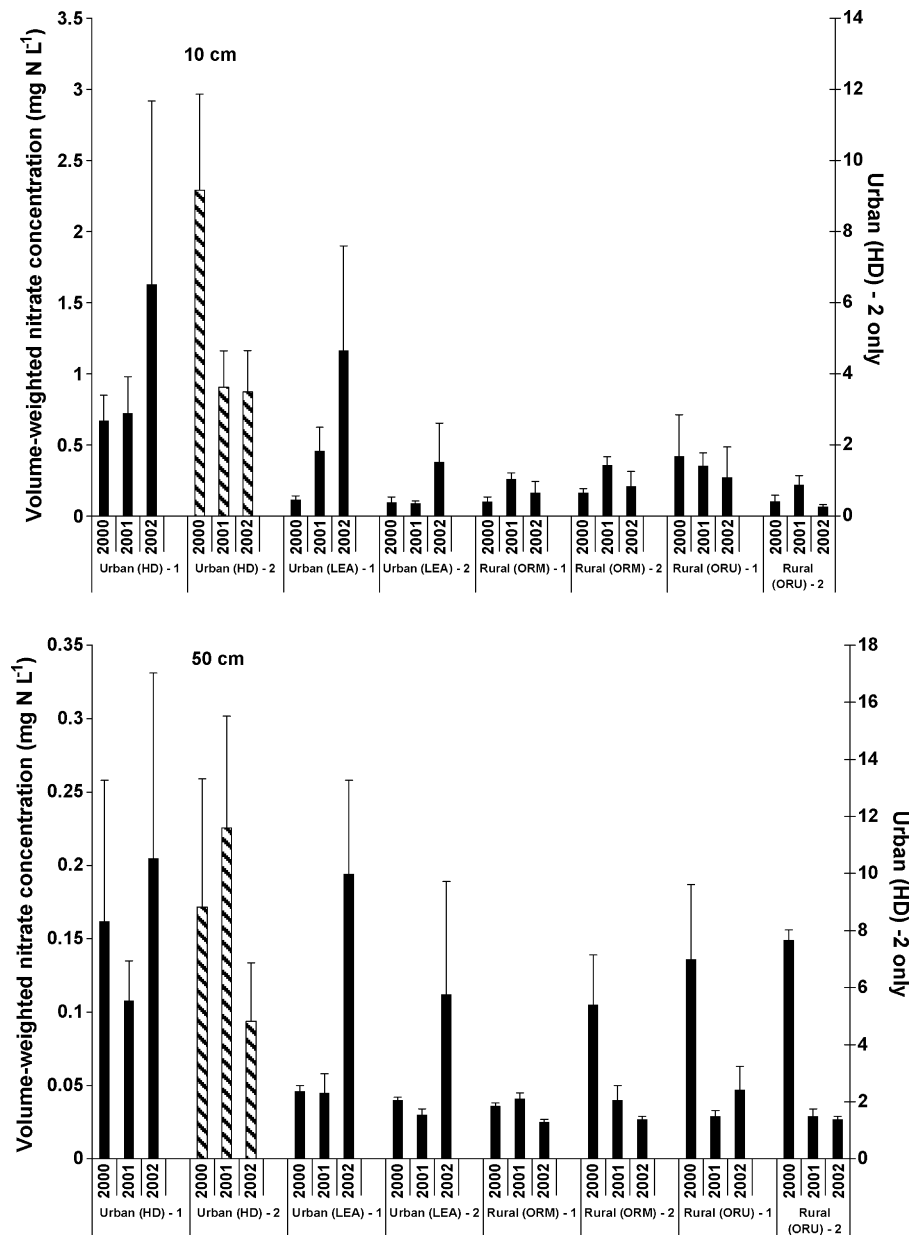 Volume-weighted nitrate concentration (mg N L-1)
3.5
3
2.5
2
1.5
1
0.5
0
10 cm
14
12
10
8
6
4
2
0
Urban (HD) - 2 only
2000 2001 2002 2000 2001 2002 2000 2001 2002 2000 2001 2002 2000 2001 2002 2000 2001 2002 2000 2001 2002 2000 2001 2002
Urban (HD) - 1 Urban (HD) - 2 Urban (LEA) - 1 Urban (LEA) - 2 Rural (ORM) - 1 Rural (ORM) - 2 Rural (ORU) - 1 Rural
(ORU) - 2
Volume-weighted nitrate concentration (mg N L-1)
0.35
0.3
0.25
0.2
0.15
0.1
0.05
0
50 cm
18
16
14
12
10
8
6
4
2
0
Urban (HD) -2 only
2000 2001 2002 2000 2001 2002 2000 2001 2002 2000 2001 2002 2000 2001 2002 2000 2001 2002 2000 2001 2002 2000 2001 2002
Urban (HD) - 1 Urban (HD) - 2 Urban (LEA) - 1 Urban (LEA) - 2 Rural (ORM) - 1 Rural (ORM) - 2 Rural (ORU) - 1 Rural
(ORU) - 2